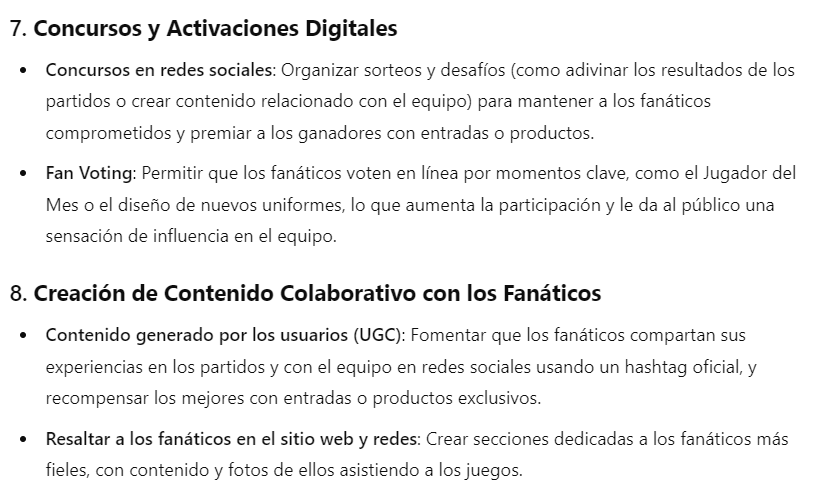 7. Concursos y Activaciones Digitales
• Concursos en redes sociales: Organizar sorteos y desafíos (como adivinar los resultados de los
partidos o crear contenido relacionado con el equipo) para mantener a los fanáticos
comprometidos y premiar a los ganadores con entradas o productos.
• Fan Voting: Permitir que los fanáticos voten en línea por momentos clave, como el Jugador del
Mes o el diseño de nuevos uniformes, lo que aumenta la participación y le da al público una
sensación de influencia en el equipo.
8. Creación de Contenido Colaborativo con los Fanáticos
• Contenido generado por los usuarios (UGC): Fomentar que los fanáticos compartan sus
experiencias en los partidos y con el equipo en redes sociales usando un hashtag oficial, y
recompensar los mejores con entradas o productos exclusivos.
• Resaltar a los fanáticos en el sitio web y redes: Crear secciones dedicadas a los fanáticos más
fieles, con contenido y fotos de ellos asistiendo a los juegos.